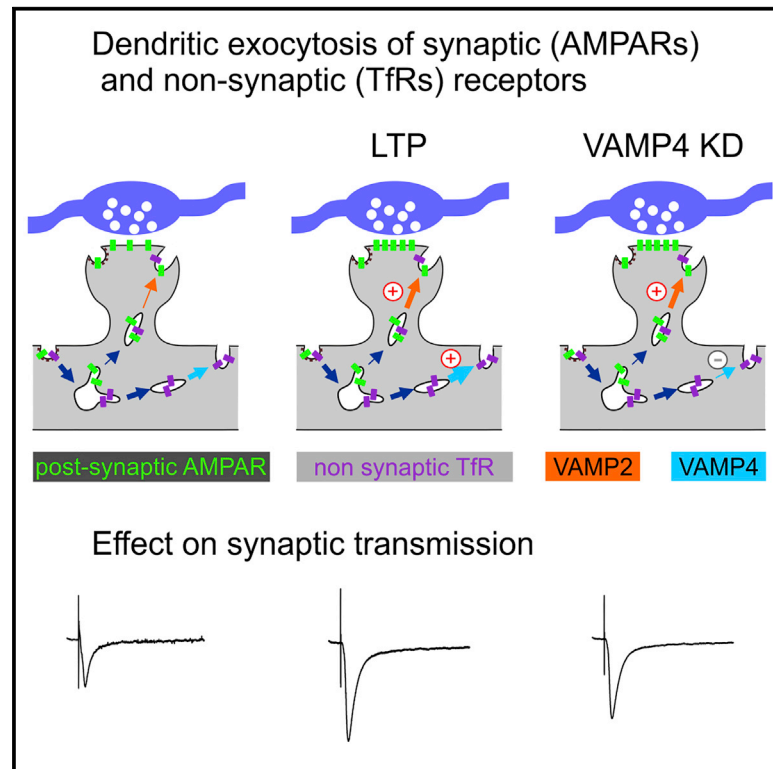 Dendritic exocytosis of synaptic (AMPARs)
and non-synaptic (TfRs) receptors
LTP
VAMP4 KD
+
+
+
-
post-synaptic AMPAR
non synaptic TfR
VAMP2
VAMP4
Effect on synaptic transmission